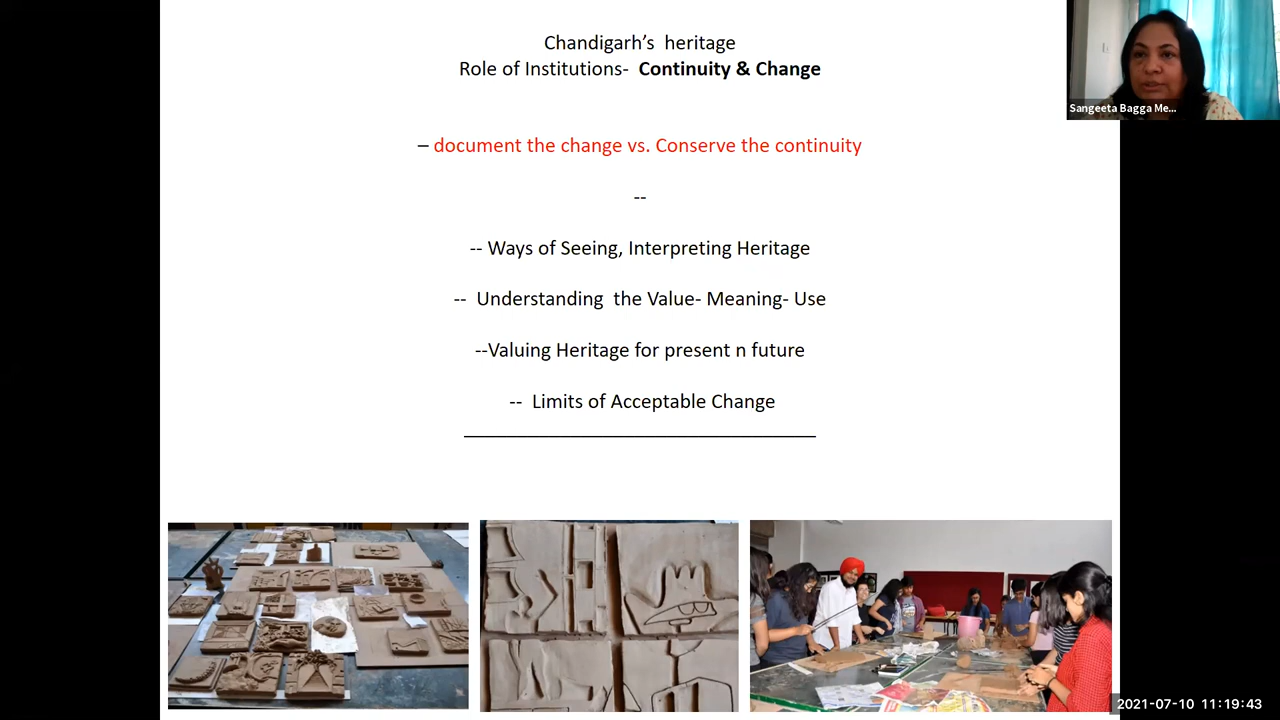 Chandigarh’s heritage
Role of Institutions- Continuity & Change
Sangeeta Bagga Me...
– document the change vs. Conserve the continuity
--
-- Ways of Seeing, Interpreting Heritage
-- Understanding the Value- Meaning- Use
--Valuing Heritage for present n future
-- Limits of Acceptable Change
2021-07-10 11:19:43